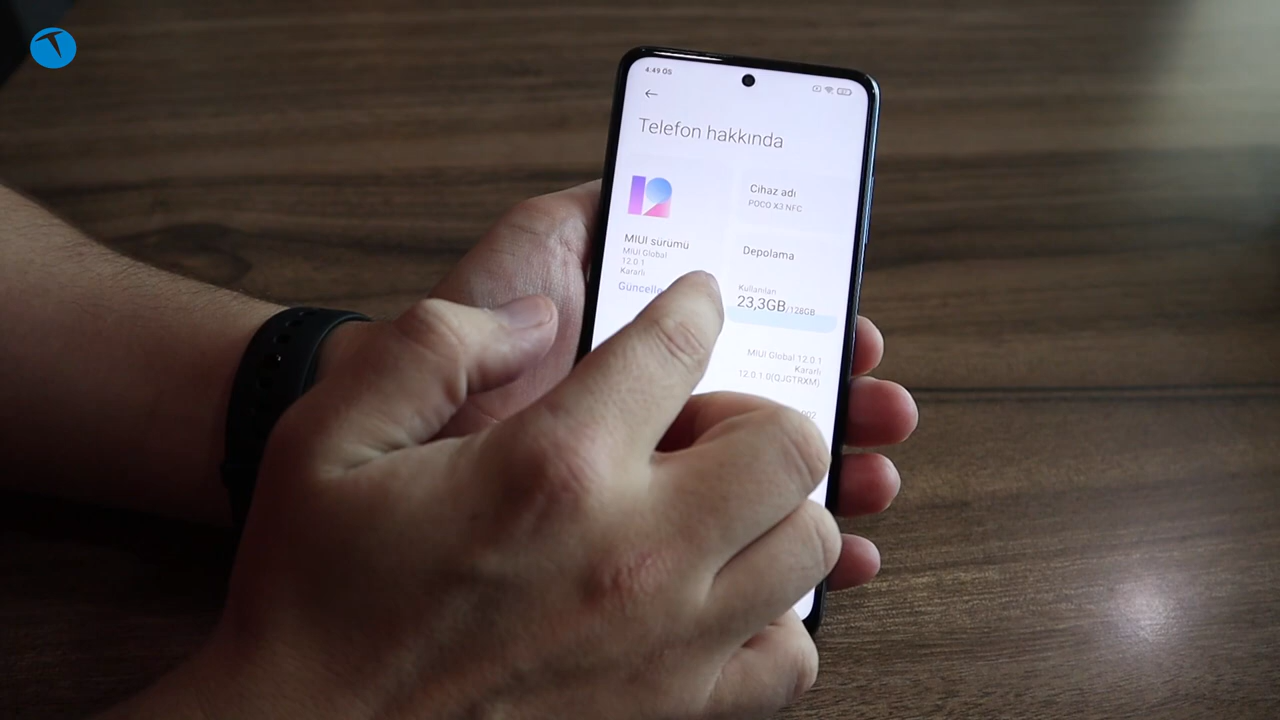 4:49 ÖS
Telefon hakkında
Cihaz adı
POCO X3 NFC
MIUI sürümü
MIUI Global
12.0.1
Kararlı
Depolama
Kullanılan
23,3GB/128GB
MIUI Global 12.0.1
Kararlı
12.0.1.0(QJGTRXM)